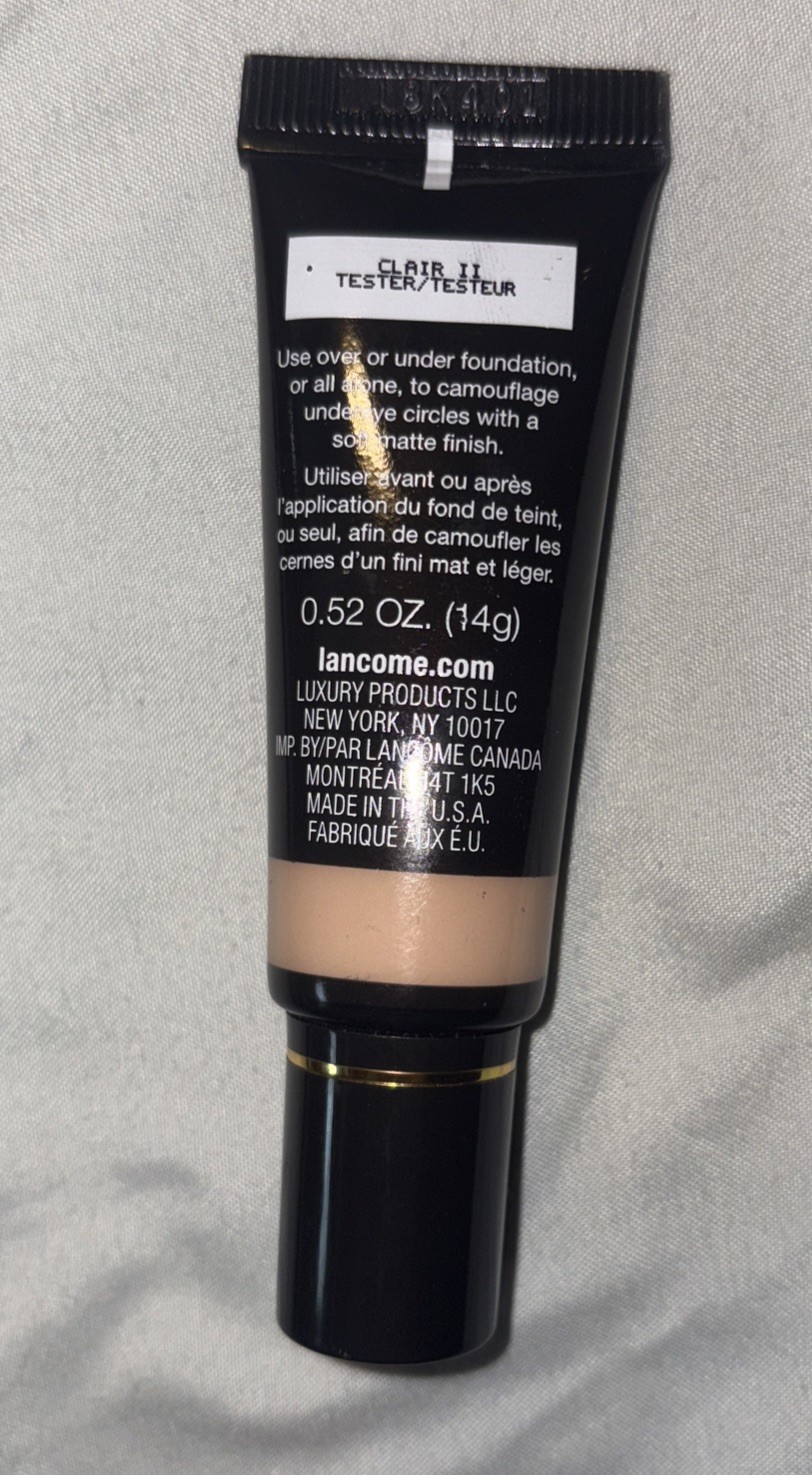 18K401
CLAIR II
TESTER/TESTEUR
Use over or under foundation,
or all alone, to camouflage
under eye circles with a
soft matte finish.
Utiliser avant ou après
l'application du fond de teint,
ou seul, afin de camoufler les
cernes d'un fini mat et léger.
0.52 OZ. (14g)
lancome.com
LUXURY PRODUCTS LLC
NEW YORK, NY 10017
IMP. BY/PAR LANCÔME CANADA
MONTRÉAL 4T 1K5
MADE IN THE U.S.A.
FABRIQUÉ AUX É.U.